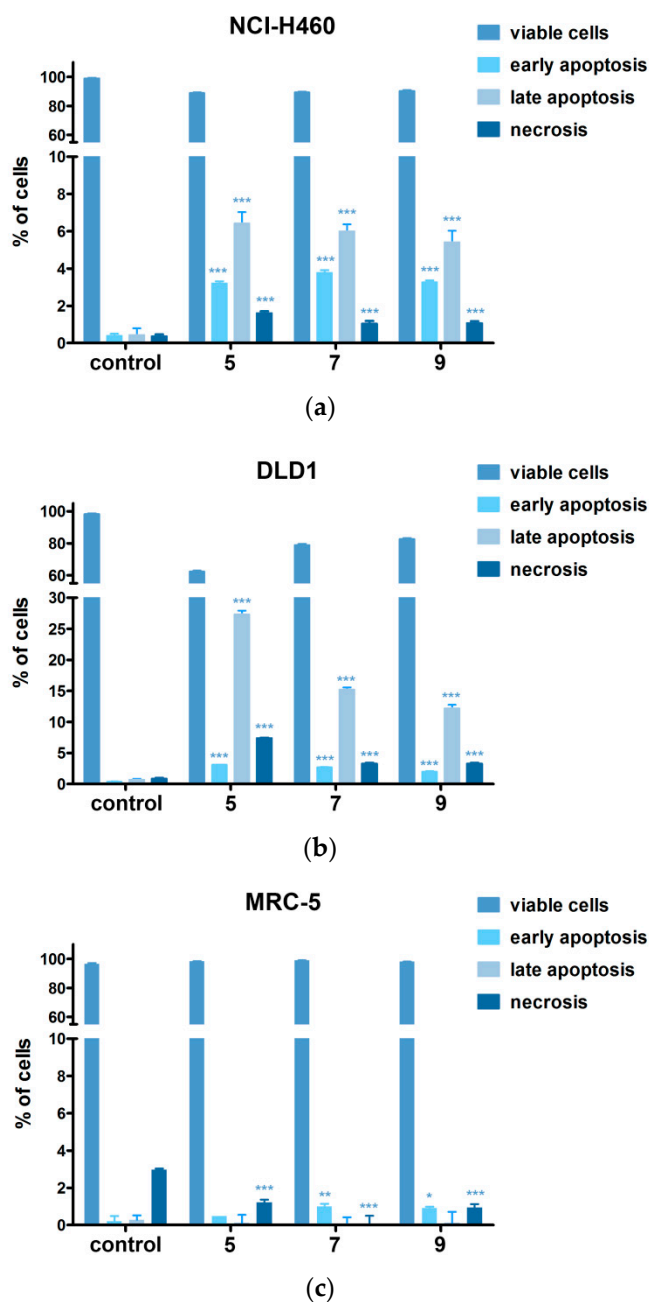 NCI-H460
viable cells
early apoptosis
late apoptosis
necrosis
% of cells
100
80
60
10
8
6
4
2
0
***
***
***
***
***
***
***
***
***
control 5 7 9
(a)
DLD1
viable cells
early apoptosis
late apoptosis
necrosis
% of cells
100
80
60
30
25
20
15
10
5
0
***
***
***
***
***
***
***
***
***
control 5 7 9
(b)
MRC-5
viable cells
early apoptosis
late apoptosis
necrosis
% of cells
100
80
60
10
8
6
4
2
0
***
**
***
*
***
control 5 7 9
(c)